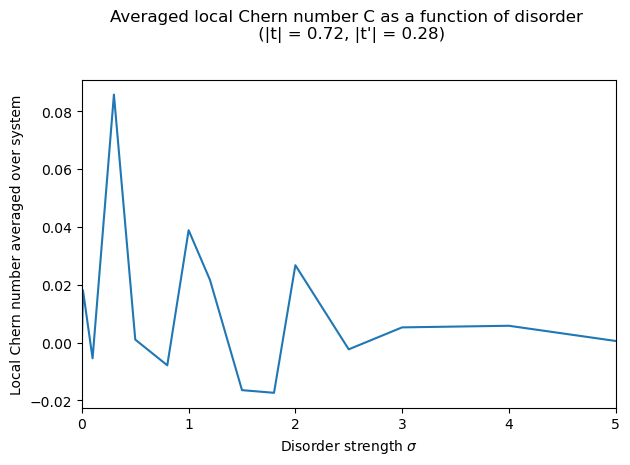 Averaged local Chern number C as a function of disorder
(|t| = 0.72, |t'| = 0.28)
Local Chern number averaged over system
0.08
0.06
0.04
0.02
0.00
−0.02
0 1 2 3 4 5
Disorder strength σ